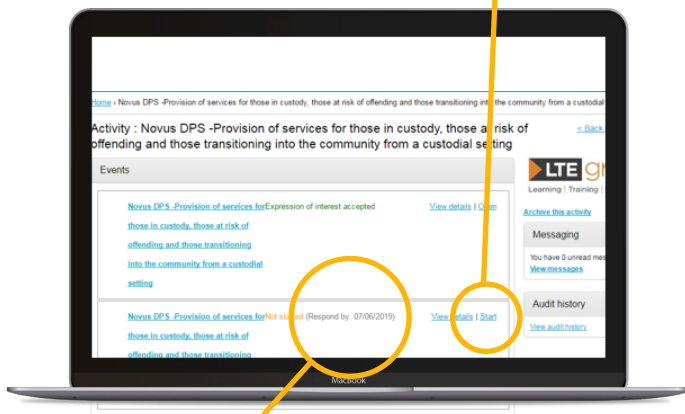 Home › Novus DPS -Provision of services for those in custody, those at risk of offending and those transitioning into the community from a custodial
Activity : Novus DPS -Provision of services for those in custody, those at risk of
offending and those transitioning into the community from a custodial setting
< Back
Events
LTE
Learning | Training |
Novus DPS -Provision of services for Expression of interest accepted View details | Open
those in custody, those at risk of
offending and those transitioning
into the community from a custodial
setting
Archive this activity
Messaging
You have 0 unread mes
View messages
Audit history
View audit history
Novus DPS -Provision of services for Not started (Respond by: 07/06/2019) View details | Start
those in custody, those at risk of
offending and those transitioning
MacBook